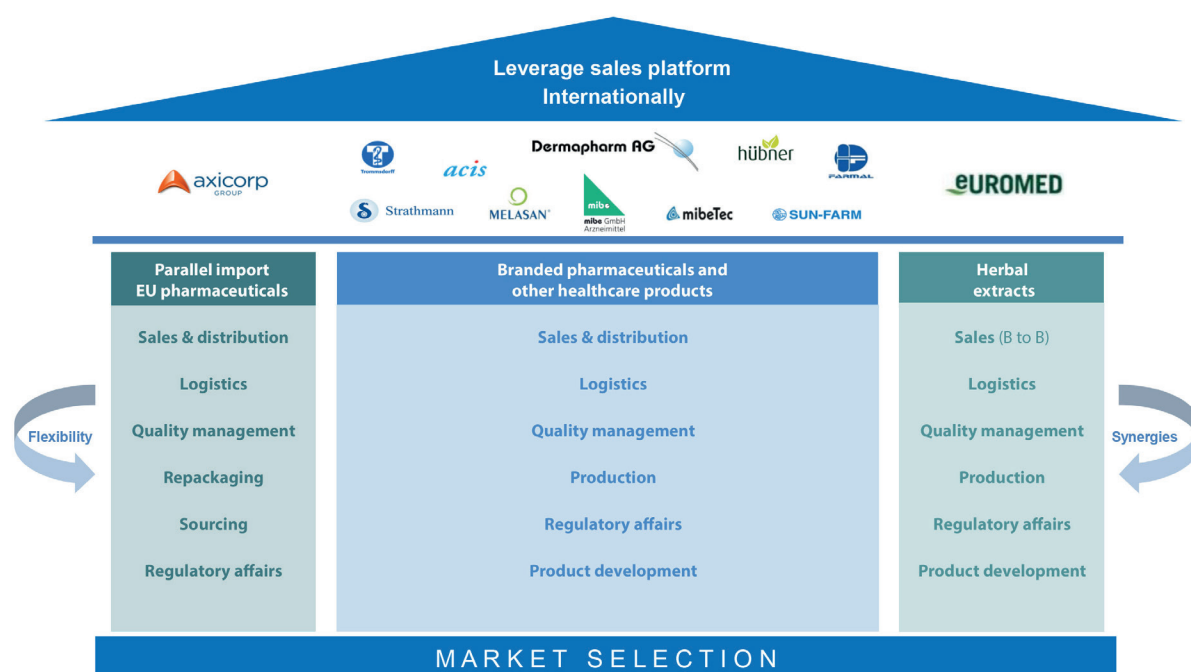 Leverage sales platform
Internationally
axicorp
GROUP
Trommsdorff
acis
Dermapharm AG
hübner
FARMAL
Strathmann
MELASAN®
mibe
mibe GmbH
Arzneimittel
mibeTec
SUN-FARM
EUROMED
Parallel import
EU pharmaceuticals
Sales & distribution
Logistics
Quality management
Repackaging
Sourcing
Regulatory affairs
Branded pharmaceuticals and
other healthcare products
Sales & distribution
Logistics
Quality management
Production
Regulatory affairs
Product development
Herbal
extracts
Sales (B to B)
Logistics
Quality management
Production
Regulatory affairs
Product development
Flexibility
Synergies
MARKET SELECTION